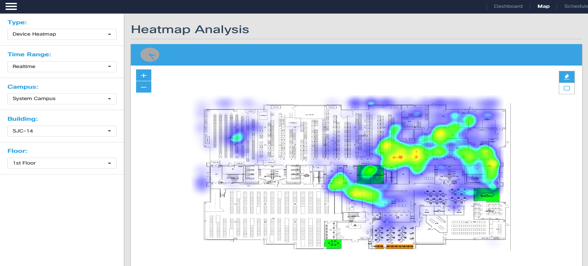 Dashboard Map Schedule
Type:
Device Heatmap
Time Range:
Realtime
Campus:
System Campus
Building:
SJC-14
Floor:
1st Floor
Heatmap Analysis
+
−